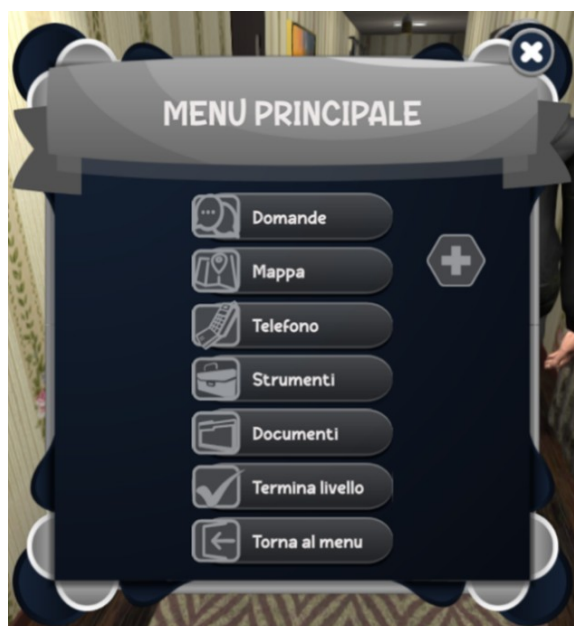 MENU PRINCIPALE
Domande
Mappa
Telefono
Strumenti
Documenti
Termina livello
Torna al menu